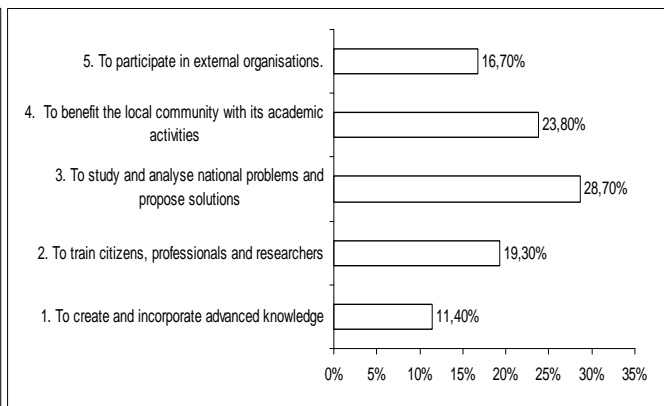 5. To participate in external organisations.
16,70%
4. To benefit the local community with its academic
activities
23,80%
3. To study and analyse national problems and
propose solutions
28,70%
2. To train citizens, professionals and researchers
19,30%
1. To create and incorporate advanced knowledge
11,40%
0% 5% 10% 15% 20% 25% 30% 35%